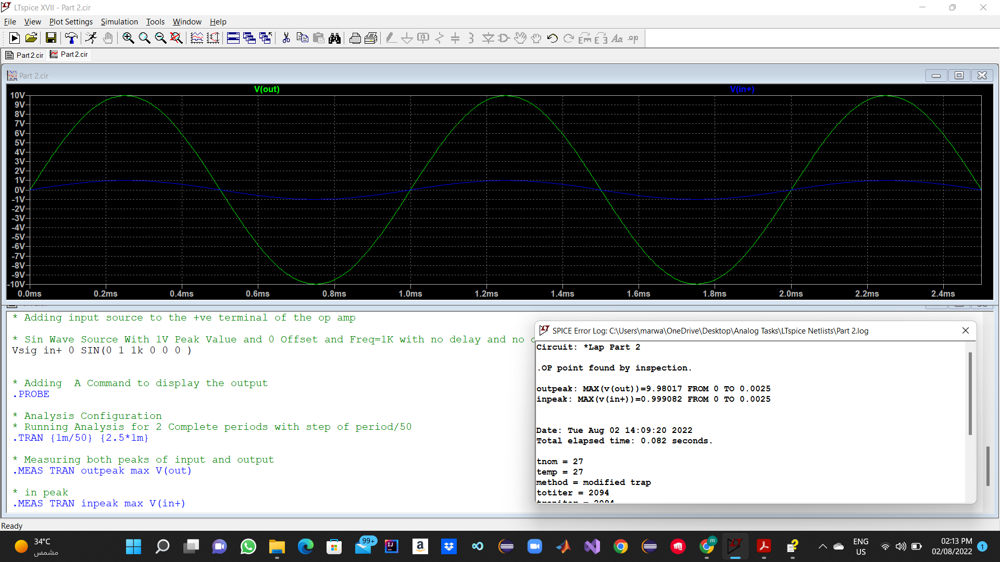 LTspice XVII - Part 2.cir
File View Plot Settings Simulation Tools Window Help
Part 2.cir Part 2.cir
Part 2.cir
V(out) V(in+)
10V
9V
8V
7V
6V
5V
4V
3V
2V
1V
0V
-1V
-2V
-3V
-4V
-5V
-6V
-7V
-8V
-9V
-10V
0.0ms 0.2ms 0.4ms 0.6ms 0.8ms 1.0ms 1.2ms 1.4ms 1.6ms 1.8ms 2.0ms 2.2ms 2.4ms
* Adding input source to the +ve terminal of the op amp
* Sin Wave Source With 1V Peak Value and 0 Offset and Freq=1K with no delay and no
Vsig in+ 0 SIN(0 1 1k 0 0 0 )
* Adding  A Command to display the output
.PROBE
* Analysis Configuration
* Running Analysis for 2 Complete periods with step of period/50
.TRAN {1m/50} {2.5*1m}
* Measuring both peaks of input and output
.MEAS TRAN outpeak max V(out)
* in peak
.MEAS TRAN inpeak max V(in+)
SPICE Error Log: C:\Users\marwa\OneDrive\Desktop\Analog Tasks\LTspice Netlists\Part 2.log
Circuit: *Lap Part 2
.OP point found by inspection.
outpeak: MAX(v(out))=9.98017 FROM 0 TO 0.0025
inpeak: MAX(v(in+))=0.999082 FROM 0 TO 0.0025
Date: Tue Aug 02 14:09:20 2022
Total elapsed time: 0.082 seconds.
tnom = 27
temp = 27
method = modified trap
totiter = 2094
Ready
34°C
مشمس
99+
ENG
US
02:13 PM
02/08/2022
1